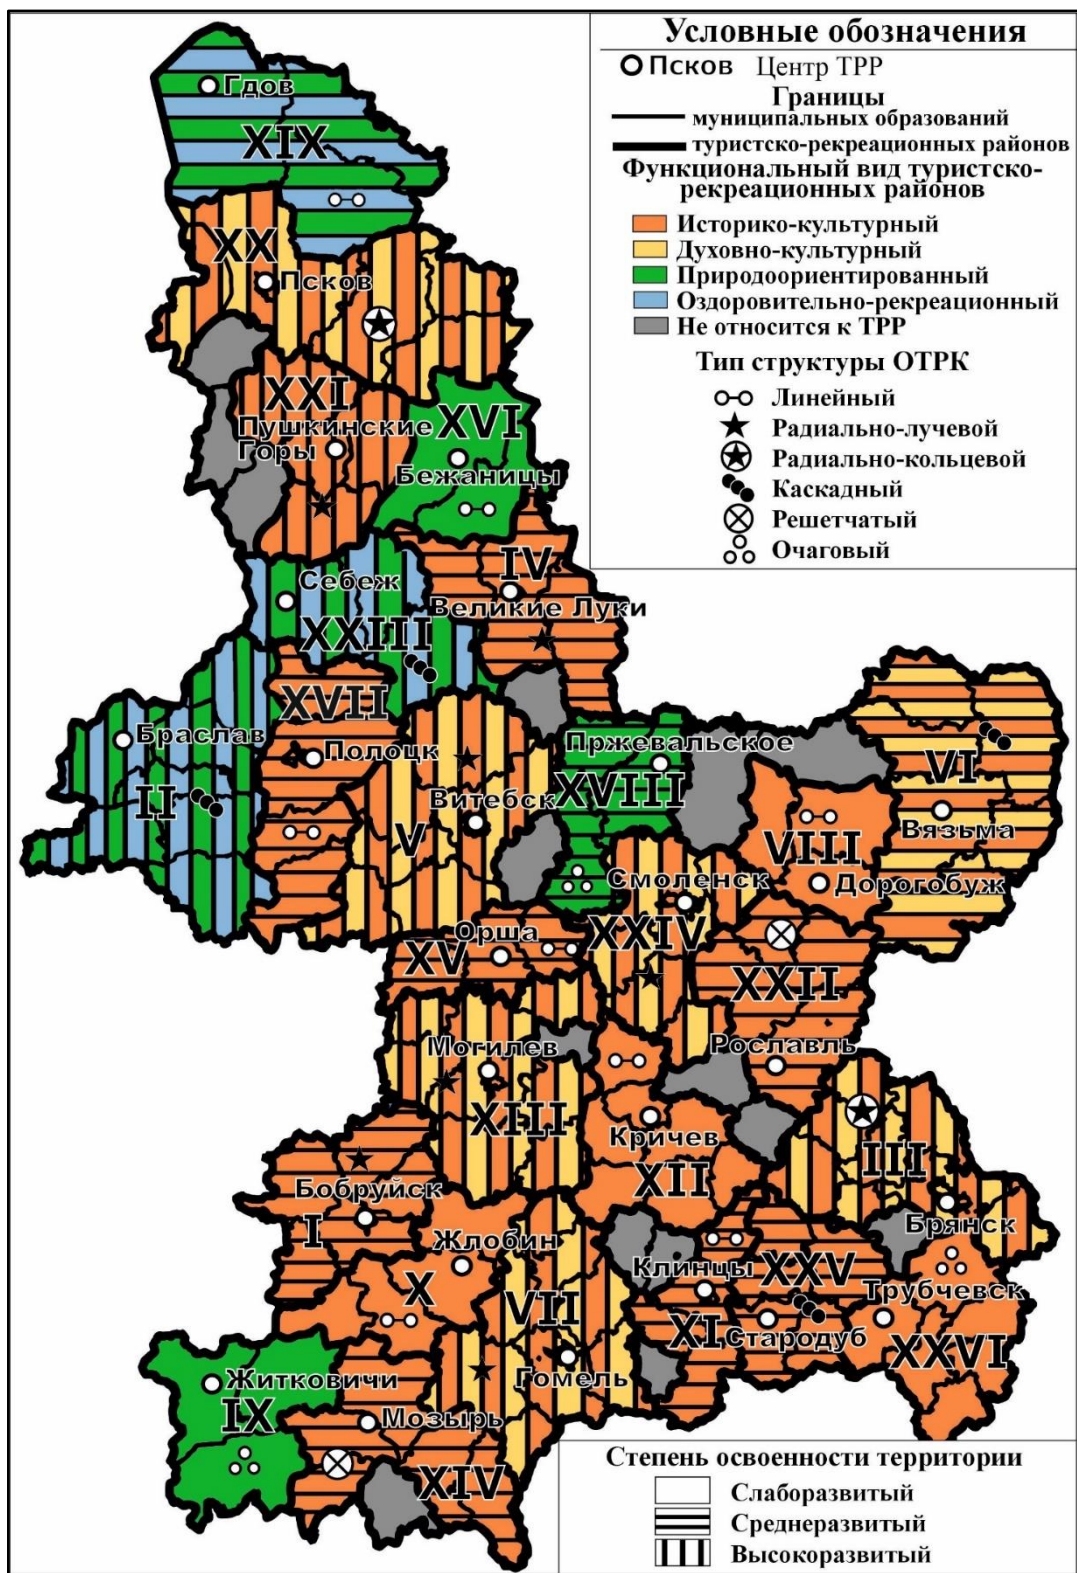 Условные обозначения
Псков Центр ТРР
Границы
муниципальных образований
туристско-рекреационных районов
Функциональный вид туристско-
рекреационных районов
Историко-культурный
Духовно-культурный
Природоориентированный
Оздоровительно-рекреационный
Не относится к ТРР
Тип структуры ОТРК
Линейный
Радиально-лучевой
Радиально-кольцевой
Каскадный
Решетчатый
Очаговый
Гдов
XIX
XX
Псков
XXI
Пушкинские
Горы
XVI
Бежаницы
IV
Великие Луки
Себеж
XXIII
XVII
Полоцк
Браслав
II
Витебск
V
Пржевальское
XVIII
VI
Вязьма
VIII
Дорогобуж
Смоленск
XXIV
Орша
XV
XXII
Рославль
Могилев
XIII
Кричев
XII
III
Брянск
Бобруйск
I
Жлобин
X
VII
Гомель
Клинцы
XI
XXV
Стародуб
Трубчевск
XXVI
Житковичи
IX
Мозырь
XIV
Степень освоенности территории
Слаборазвитый
Среднеразвитый
Высокоразвитый